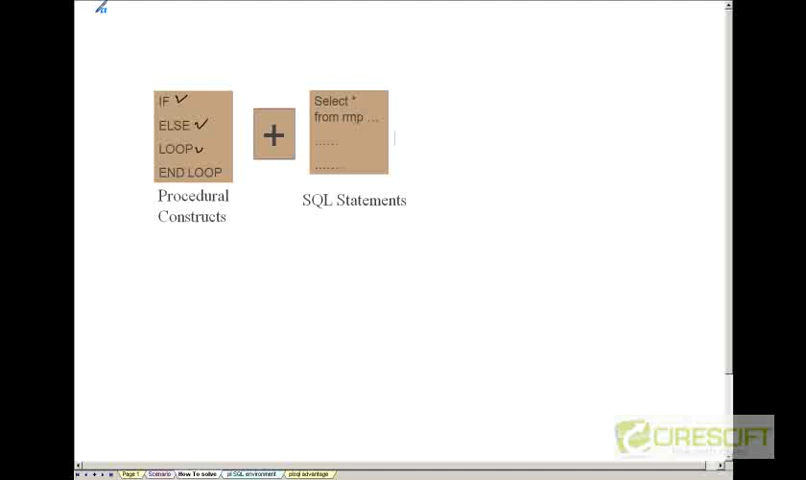 IF
ELSE
LOOP
END LOOP
+
Select *
from rmp ...
......
......
Procedural
Constructs
SQL Statements
CIRESOFT
Page 1
Scenario
How To solve
pl SQL environment
plsql advantage